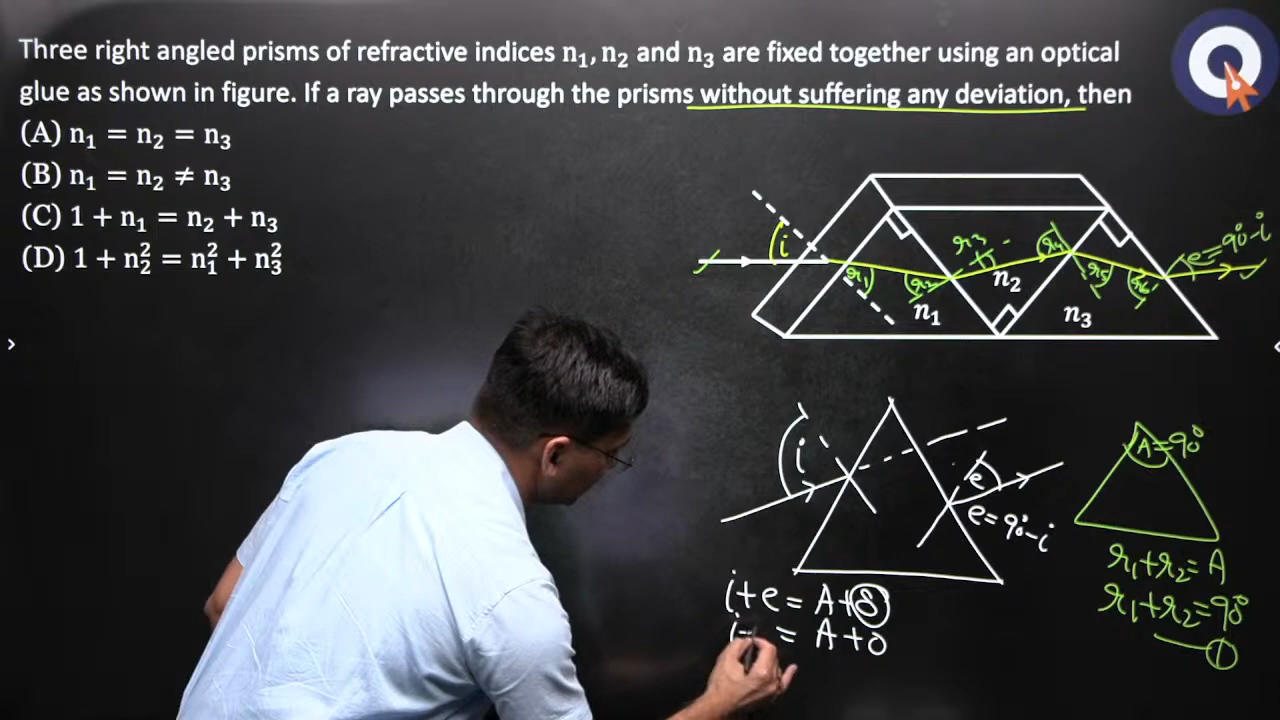 Three right angled prisms of refractive indices n₁, n₂ and n₃ are fixed together using an optical
glue as shown in figure. If a ray passes through the prisms without suffering any deviation, then
(A) n₁ = n₂ = n₃
(B) n₁ = n₂ ≠ n₃
(C) 1 + n₁ = n₂ + n₃
(D) 1 + n₂² = n₁² + n₃²
i
r₁
r₂
r₃
r₄
r₅
r₆
e=90°-i
n₁
n₂
n₃
i
e
e=90°-i
A=90°
i+e = A+δ
= A+0
r₁+r₂=A
r₁+r₂=90°
①